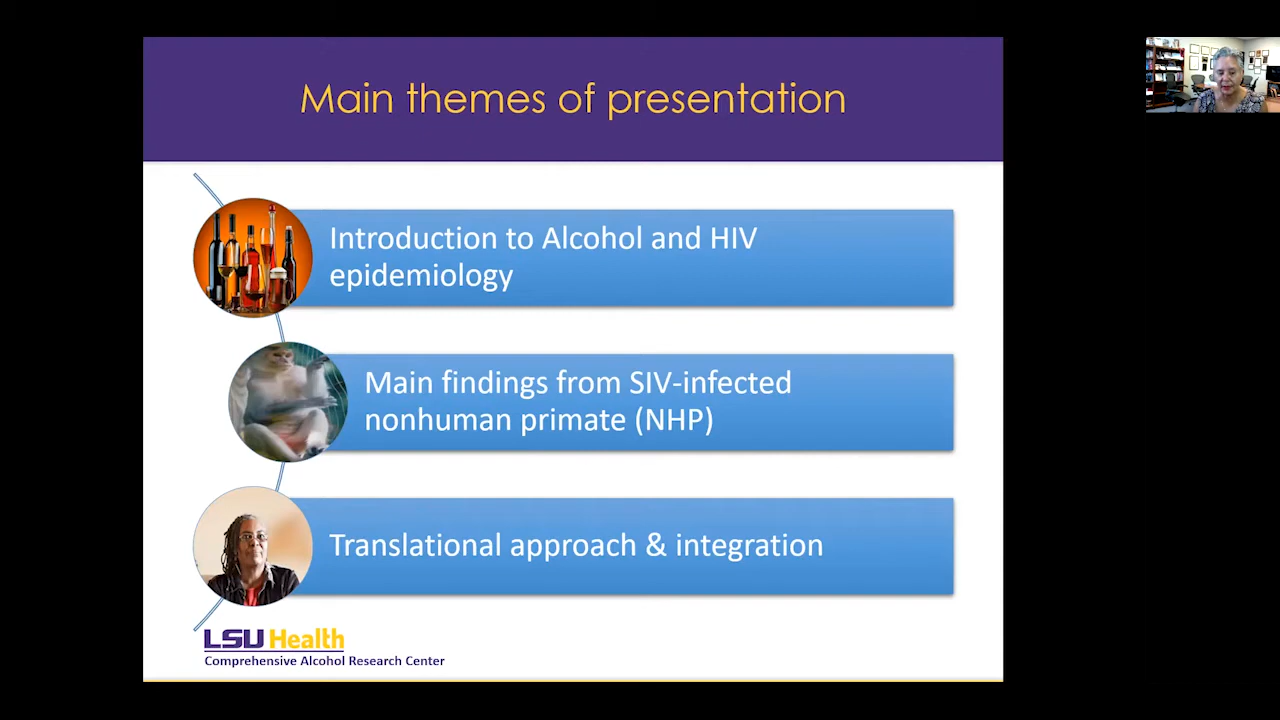 Main themes of presentation
Introduction to Alcohol and HIV
epidemiology
Main findings from SIV-infected
nonhuman primate (NHP)
Translational approach & integration
LSU Health
Comprehensive Alcohol Research Center